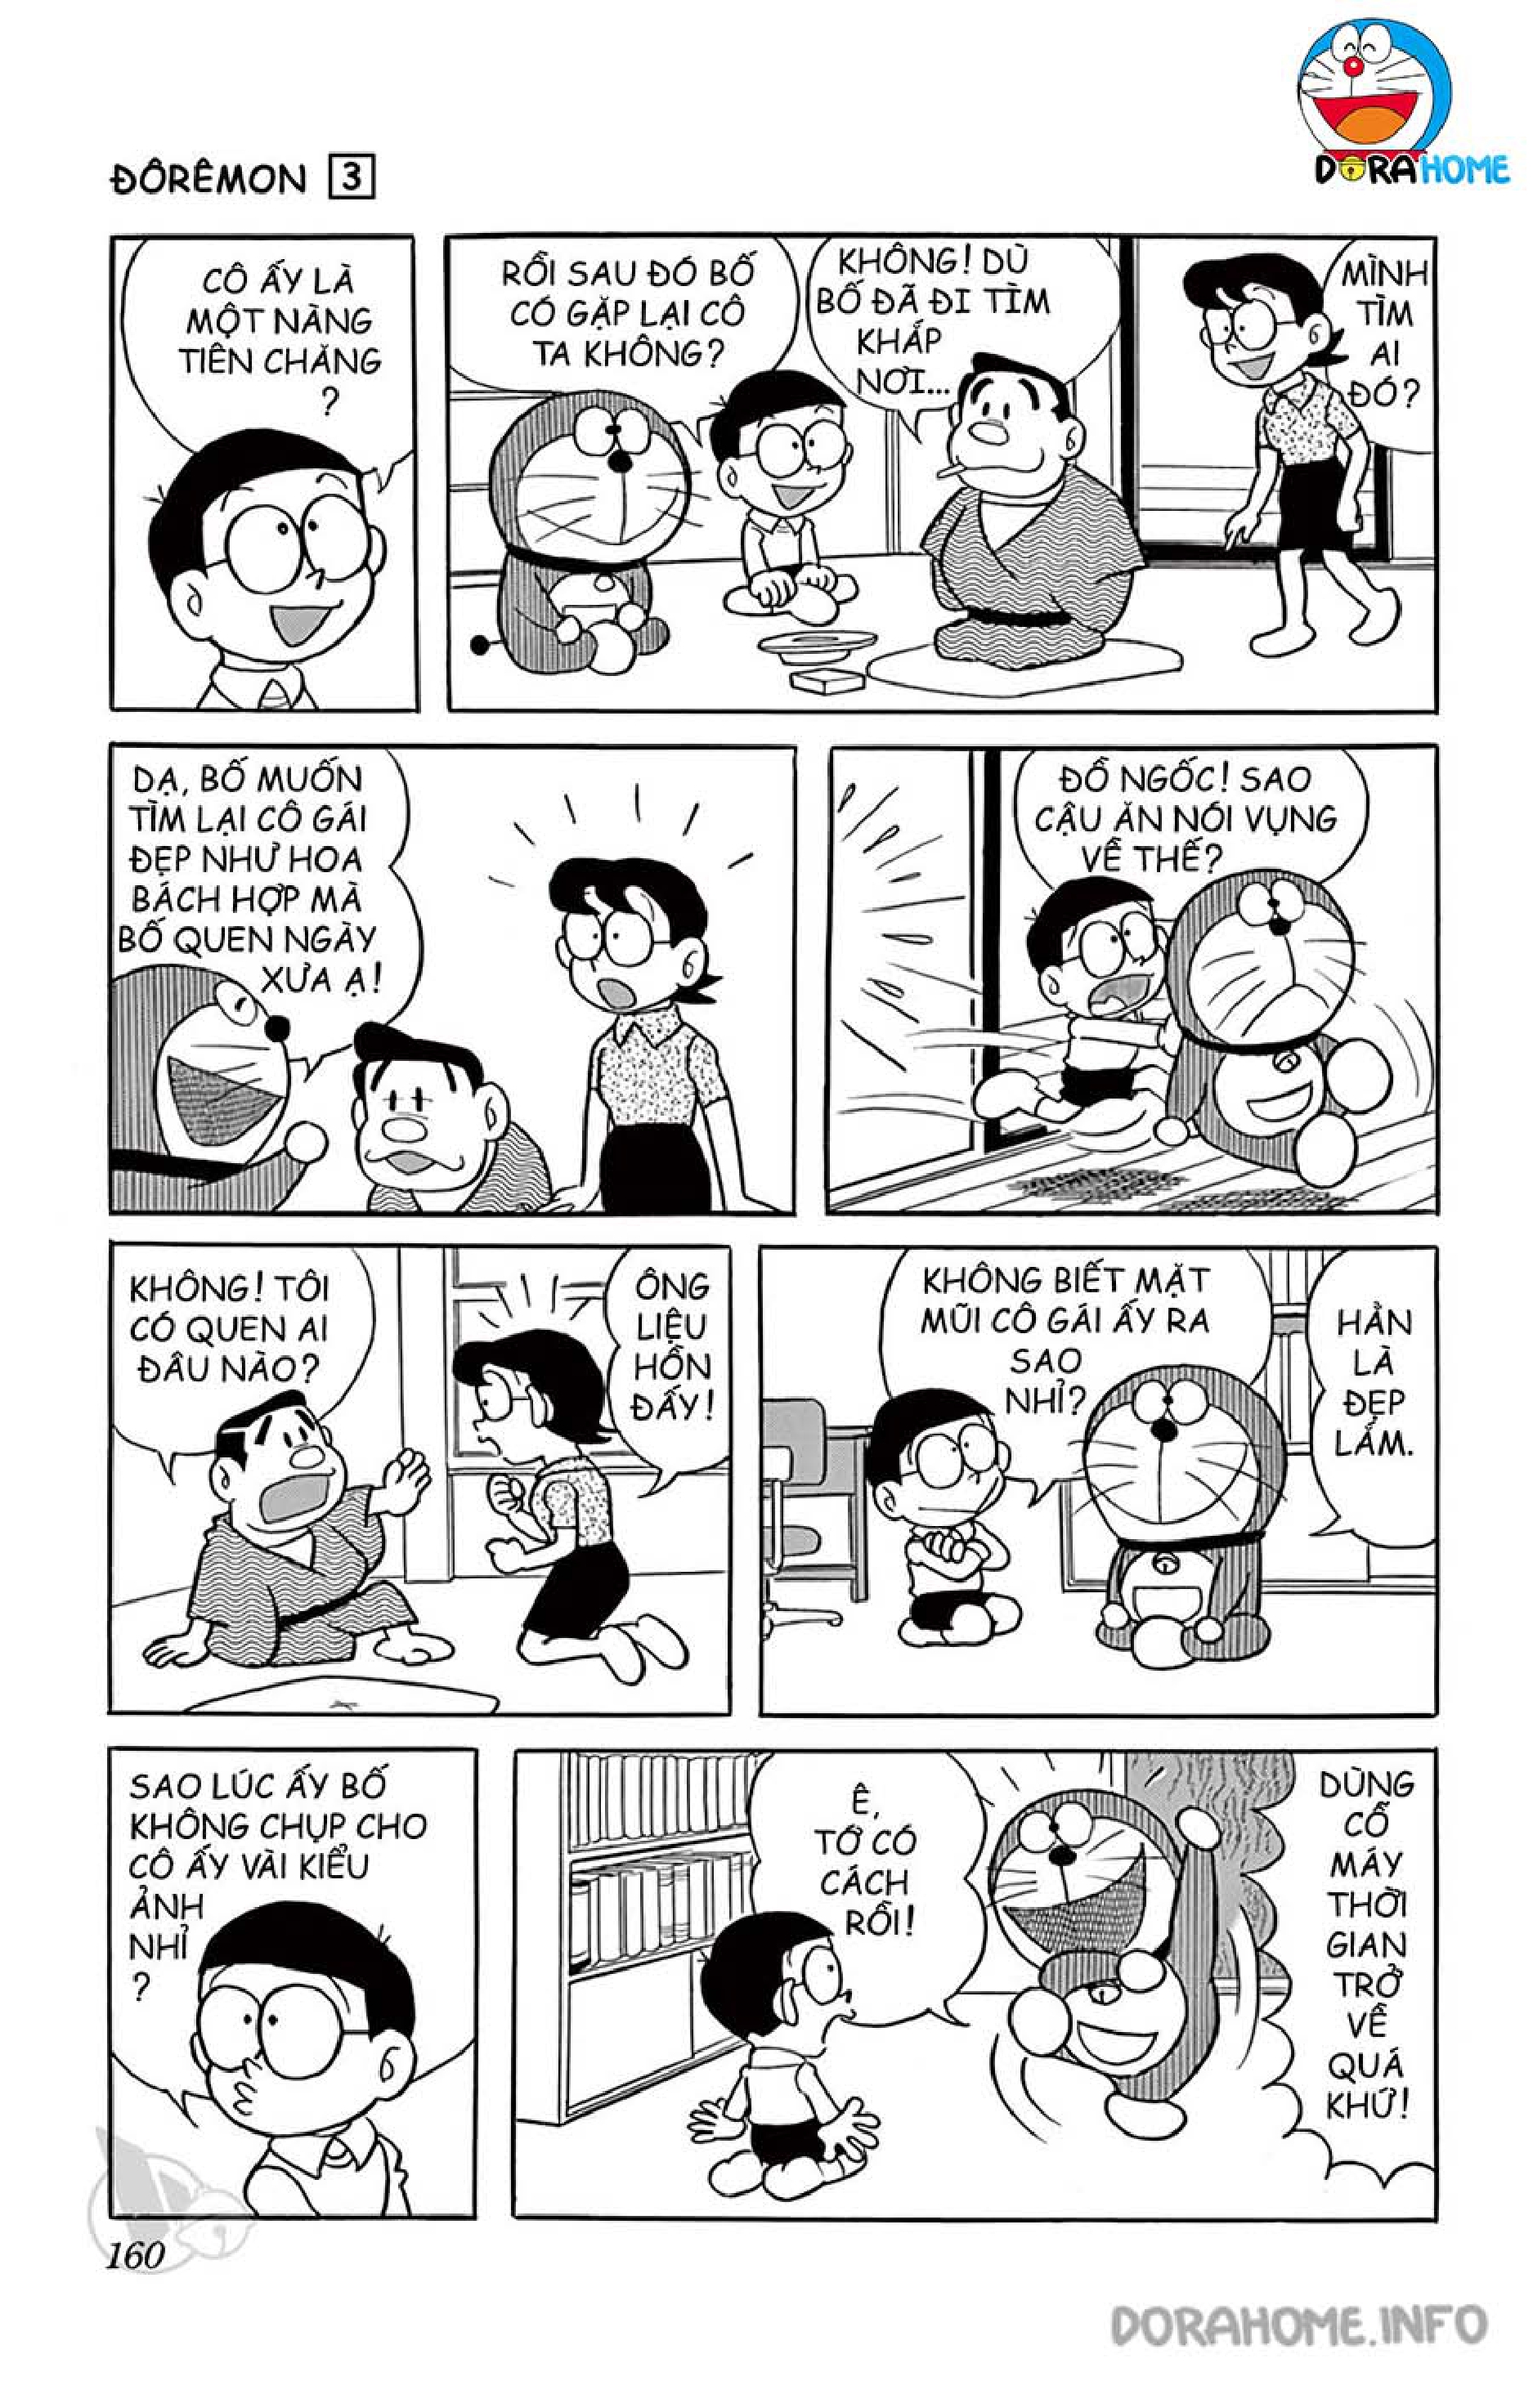 DORAHOME
ĐÔRÊMON 3
CÔ ẤY LÀ
MỘT NÀNG
TIÊN CHĂNG
?
RỒI SAU ĐÓ BỐ
CÓ GẶP LẠI CÔ
TA KHÔNG?
KHÔNG! DÙ
BỐ ĐÃ ĐI TÌM
KHẮP
NƠI...
MÌNH
TÌM
AI
ĐÓ?
DẠ, BỐ MUỐN
TÌM LẠI CÔ GÁI
ĐẸP NHƯ HOA
BÁCH HỢP MÀ
BỐ QUEN NGÀY
XƯA Ạ!
ĐỒ NGỐC! SAO
CẬU ĂN NÓI VỤNG
VỀ THẾ?
KHÔNG! TÔI
CÓ QUEN AI
ĐÂU NÀO?
ÔNG
LIỆU
HỒN
ĐẤY!
KHÔNG BIẾT MẶT
MŨI CÔ GÁI ẤY RA
SAO
NHỈ?
HẲN
LÀ
ĐẸP
LẮM.
SAO LÚC ẤY BỐ
KHÔNG CHỤP CHO
CÔ ẤY VÀI KIỂU
ẢNH
NHỈ
?
Ê,
TỚ CÓ
CÁCH
RỒI!
DÙNG
CỖ
MÁY
THỜI
GIAN
TRỞ
VỀ
QUÁ
KHỨ!
160
DORAHOME.INFO